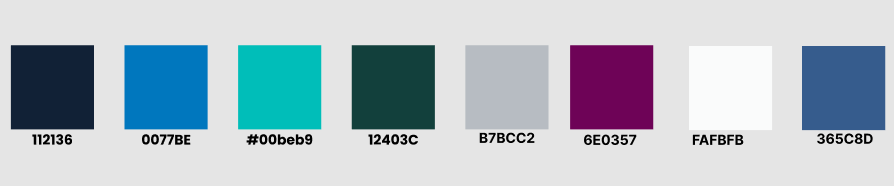 112136
0077BE
#00beb9
12403C
B7BCC2
6E0357
FAFBFB
365C8D